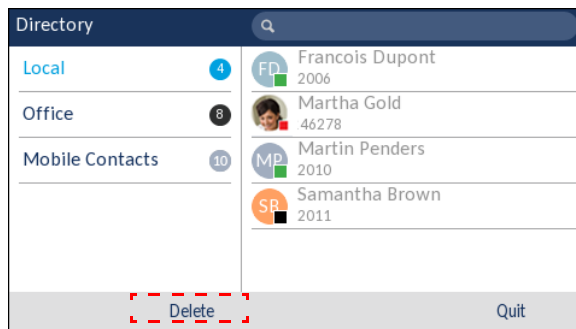 Directory
Local
4
Office
8
Mobile Contacts
10
FD
Francois Dupont
2006
Martha Gold
46278
MP
Martin Penders
2010
SB
Samantha Brown
2011
Delete
Quit